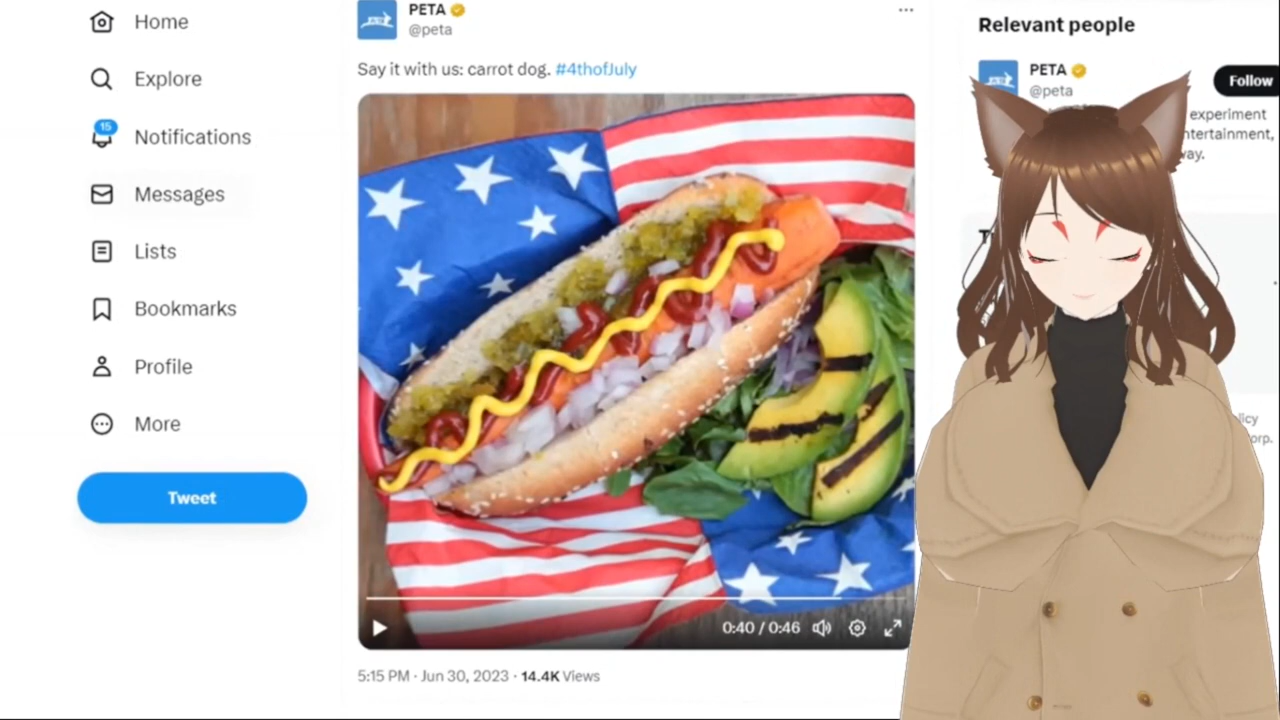 Home
Explore
15
Notifications
Messages
Lists
Bookmarks
Profile
More
Tweet
PETA
@peta
Say it with us: carrot dog. #4thofJuly
0:40 / 0:46
5:15 PM · Jun 30, 2023 · 14.4K Views
Relevant people
PETA
@peta
Follow
experiment
way.